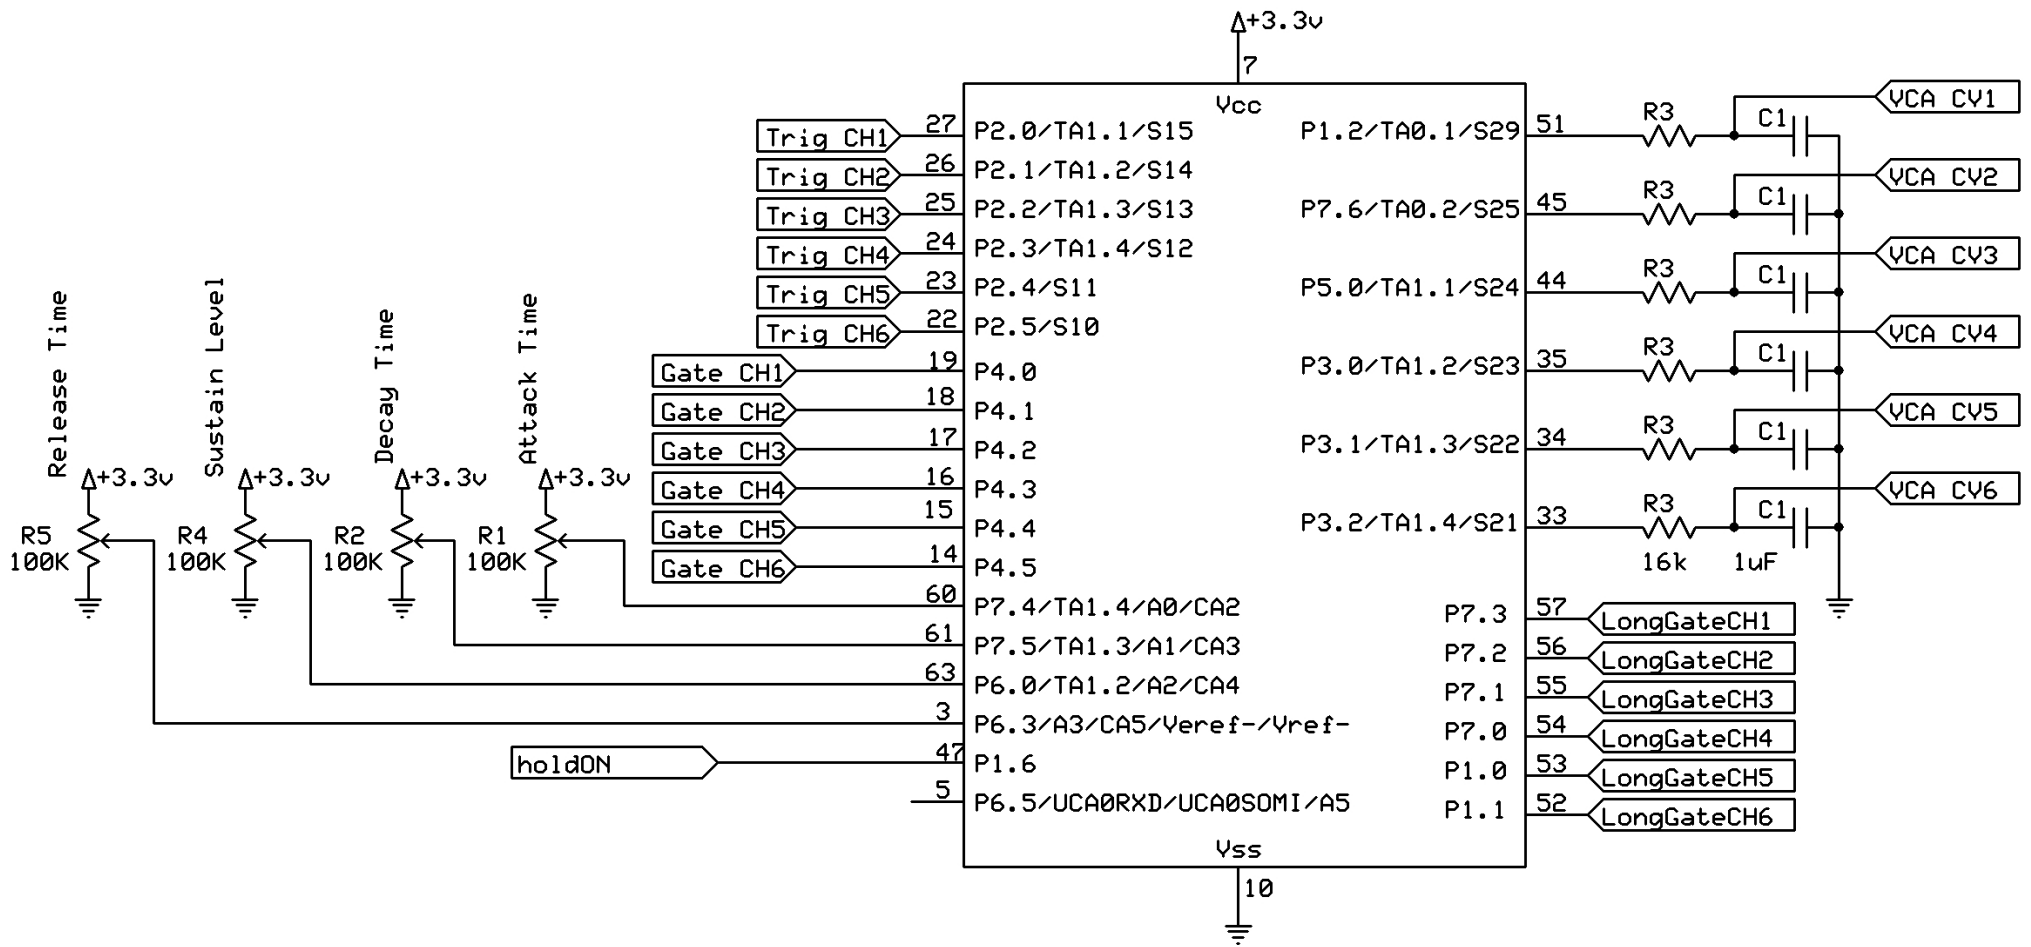 +3.3v
7
Vcc
Trig CH1
27
P2.0/TA1.1/S15
Trig CH2
26
P2.1/TA1.2/S14
Trig CH3
25
P2.2/TA1.3/S13
Trig CH4
24
P2.3/TA1.4/S12
Trig CH5
23
P2.4/S11
Trig CH6
22
P2.5/S10
Gate CH1
19
P4.0
Gate CH2
18
P4.1
Gate CH3
17
P4.2
Gate CH4
16
P4.3
Gate CH5
15
P4.4
Gate CH6
14
P4.5
60
P7.4/TA1.4/A0/CA2
61
P7.5/TA1.3/A1/CA3
63
P6.0/TA1.2/A2/CA4
3
P6.3/A3/CA5/Veref-/Vref-
holdON
47
P1.6
5
P6.5/UCA0RXD/UCA0SOMI/A5
Release Time
+3.3v
R5
100K
Sustain Level
+3.3v
R4
100K
Decay Time
+3.3v
R2
100K
Attack Time
+3.3v
R1
100K
P1.2/TA0.1/S29
51
R3
C1
VCA CV1
P7.6/TA0.2/S25
45
R3
C1
VCA CV2
P5.0/TA1.1/S24
44
R3
C1
VCA CV3
P3.0/TA1.2/S23
35
R3
C1
VCA CV4
P3.1/TA1.3/S22
34
R3
C1
VCA CV5
P3.2/TA1.4/S21
33
R3
C1
VCA CV6
16k
1uF
P7.3
57
LongGateCH1
P7.2
56
LongGateCH2
P7.1
55
LongGateCH3
P7.0
54
LongGateCH4
P1.0
53
LongGateCH5
P1.1
52
LongGateCH6
Vss
10